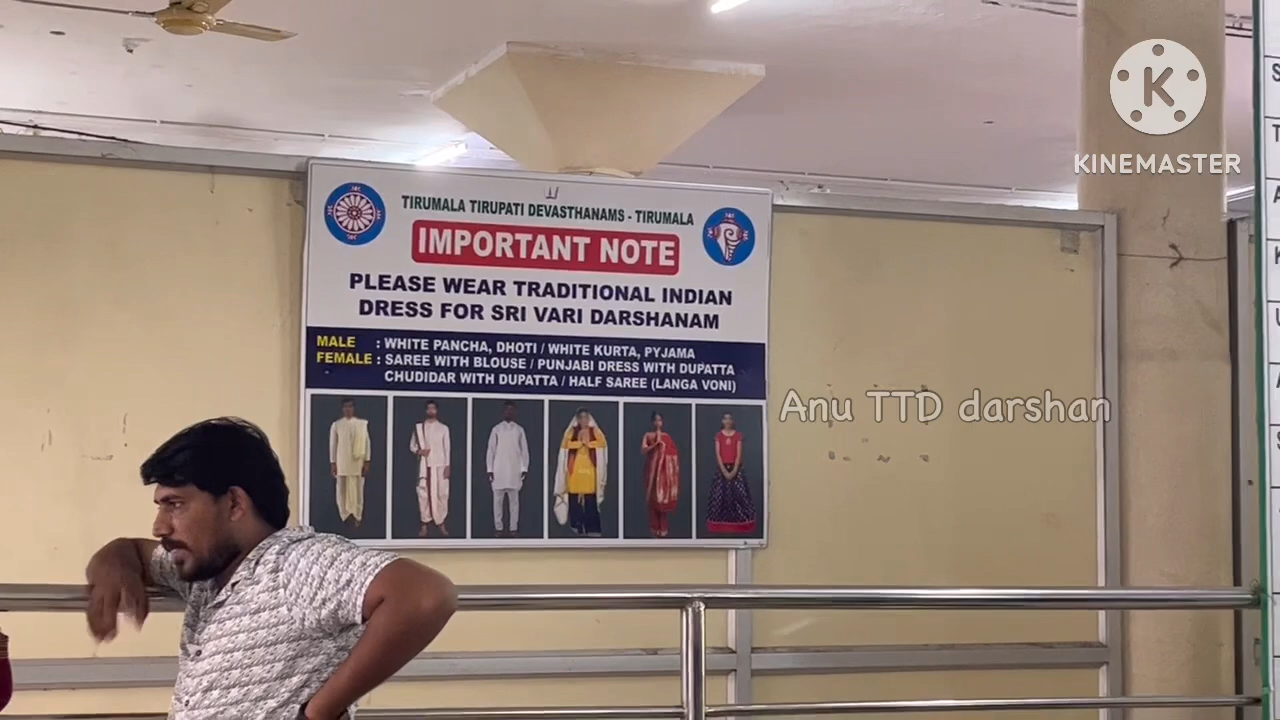 TIRUMALA TIRUPATI DEVASTHANAMS - TIRUMALA
IMPORTANT NOTE
PLEASE WEAR TRADITIONAL INDIAN
DRESS FOR SRI VARI DARSHANAM
MALE : WHITE PANCHA, DHOTI / WHITE KURTA, PYJAMA
FEMALE : SAREE WITH BLOUSE / PUNJABI DRESS WITH DUPATTA
CHUDIDAR WITH DUPATTA / HALF SAREE (LANGA VONI)
Anu TTD darshan
K
KINEMASTER